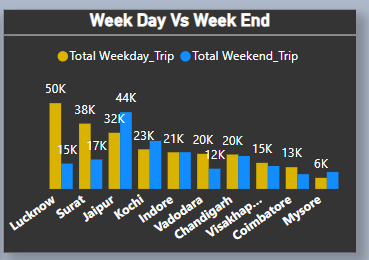 Week Day Vs Week End
Total Weekday_Trip Total Weekend_Trip
50K
15K
38K
17K
32K
44K
23K
21K
20K
12K
20K
15K
13K
6K
Lucknow
Surat
Jaipur
Kochi
Indore
Vadodara
Chandigarh
Visakhap...
Coimbatore
Mysore